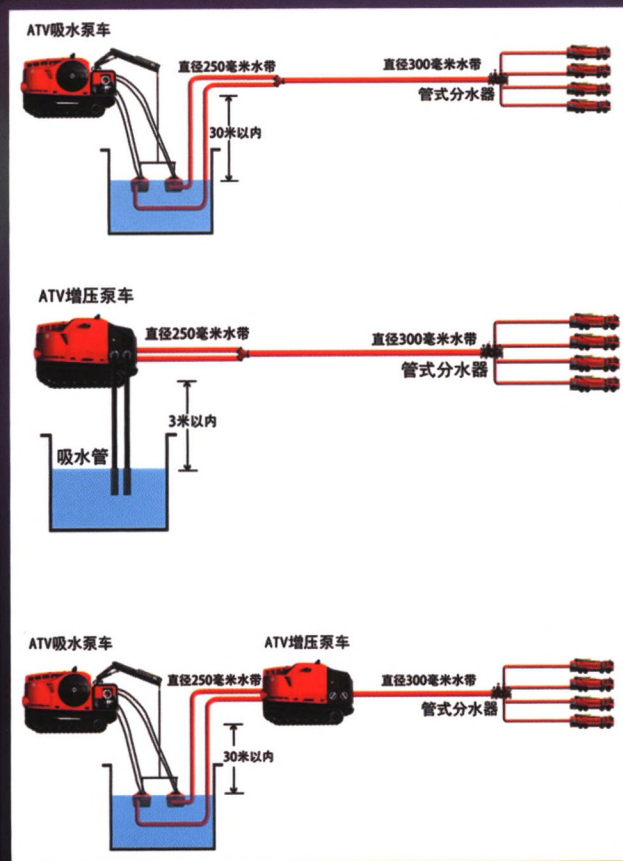 ATV吸水泵车
直径250毫米水带
直径300毫米水带
管式分水器
30米以内
ATV增压泵车
直径250毫米水带
直径300毫米水带
管式分水器
3米以内
吸水管
ATV吸水泵车
ATV增压泵车
直径250毫米水带
直径300毫米水带
管式分水器
30米以内